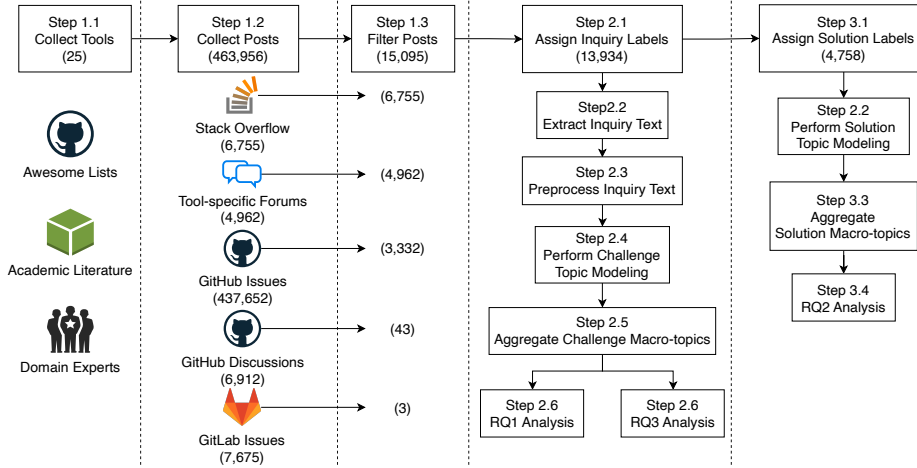 Step 1.1
Collect Tools
(25)
Awesome Lists
Academic Literature
Domain Experts
Step 1.2
Collect Posts
(463,956)
Stack Overflow
(6,755)
Tool-specific Forums
(4,962)
GitHub Issues
(437,652)
GitHub Discussions
(6,912)
GitLab Issues
(7,675)
Step 1.3
Filter Posts
(15,095)
(6,755)
(4,962)
(3,332)
(43)
(3)
Step 2.1
Assign Inquiry Labels
(13,934)
Step2.2
Extract Inquiry Text
Step 2.3
Preprocess Inquiry Text
Step 2.4
Perform Challenge
Topic Modeling
Step 2.5
Aggregate Challenge Macro-topics
Step 2.6
RQ1 Analysis
Step 2.6
RQ3 Analysis
Step 3.1
Assign Solution Labels
(4,758)
Step 2.2
Perform Solution
Topic Modeling
Step 3.3
Aggregate
Solution Macro-topics
Step 3.4
RQ2 Analysis